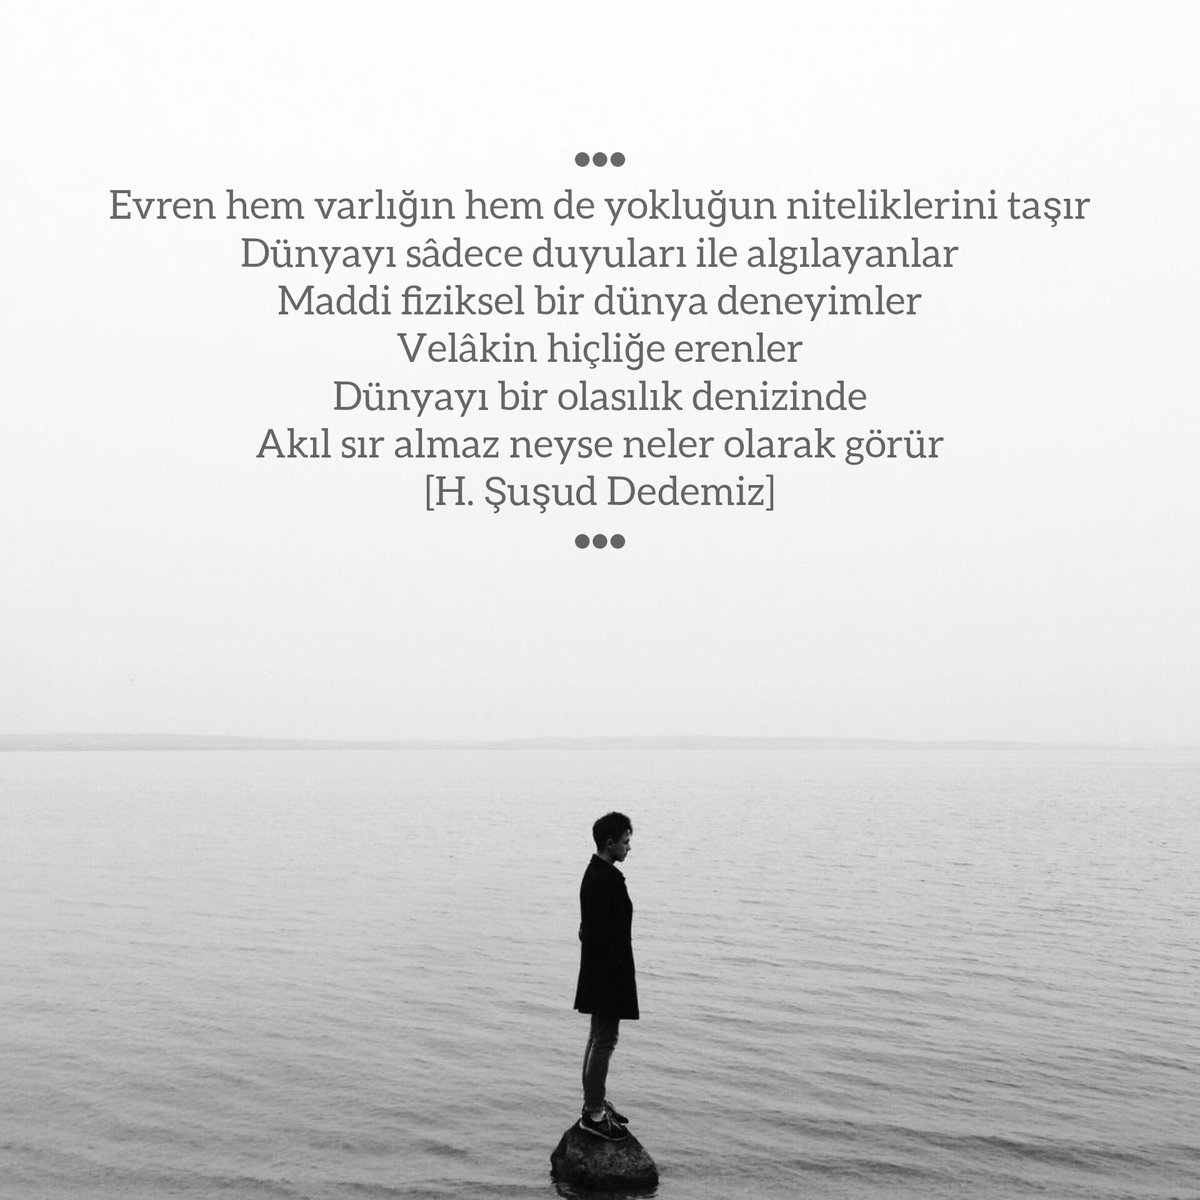 •••
Evren hem varlığın hem de yokluğun niteliklerini taşır
Dünyayı sâdece duyuları ile algılayanlar
Maddi fiziksel bir dünya deneyimler
Velâkin hiçliğe erenler
Dünyayı bir olasılık denizinde
Akıl sır almaz neyse neler olarak görür
[H. Şuşud Dedemiz]
•••